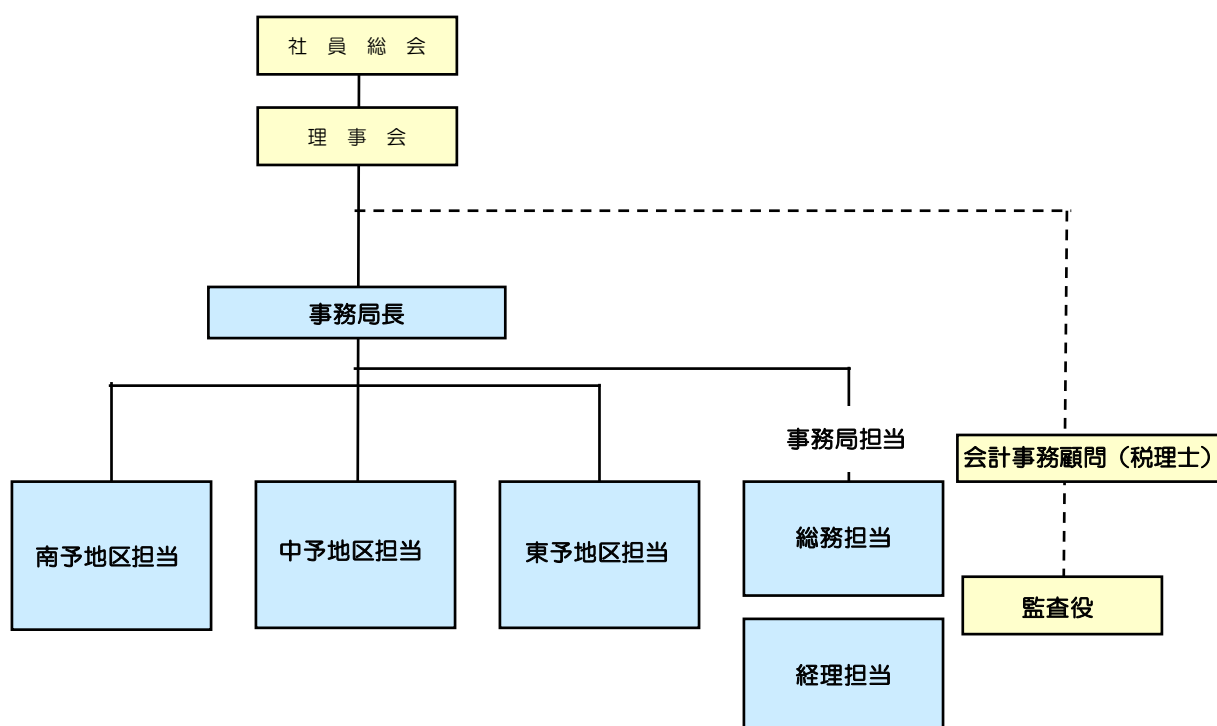 社　員　総　会
理　事　会
事務局長
事務局担当
会計事務顧問（税理士）
南予地区担当
中予地区担当
東予地区担当
総務担当
監査役
経理担当